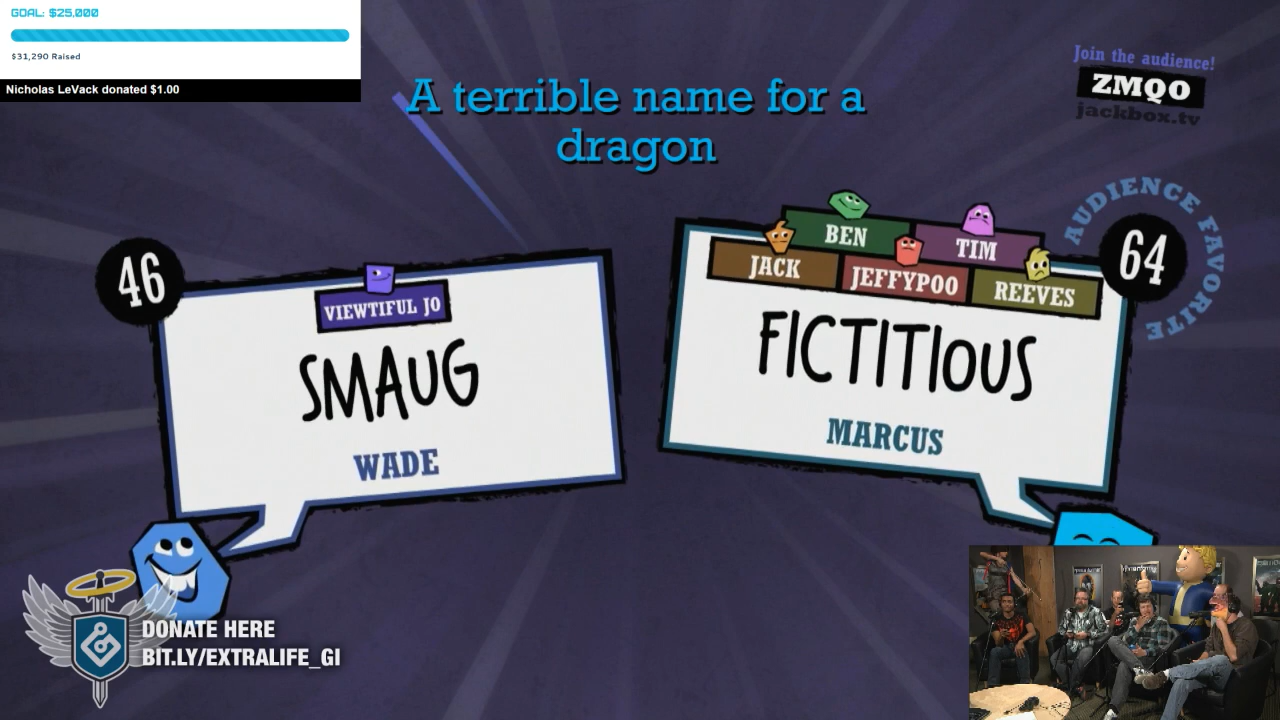 GOAL: $25,000
$31,290 Raised
Nicholas LeVack donated $1.00
A terrible name for a
dragon
Join the audience!
ZMQO
jackbox.tv
46
VIEWTIFUL JO
SMAUG
WADE
BEN
TIM
JACK
JEFFYPOO
REEVES
64
AUDIENCE FAVORITE
FICTITIOUS
MARCUS
DONATE HERE
BIT.LY/EXTRALIFE_GI